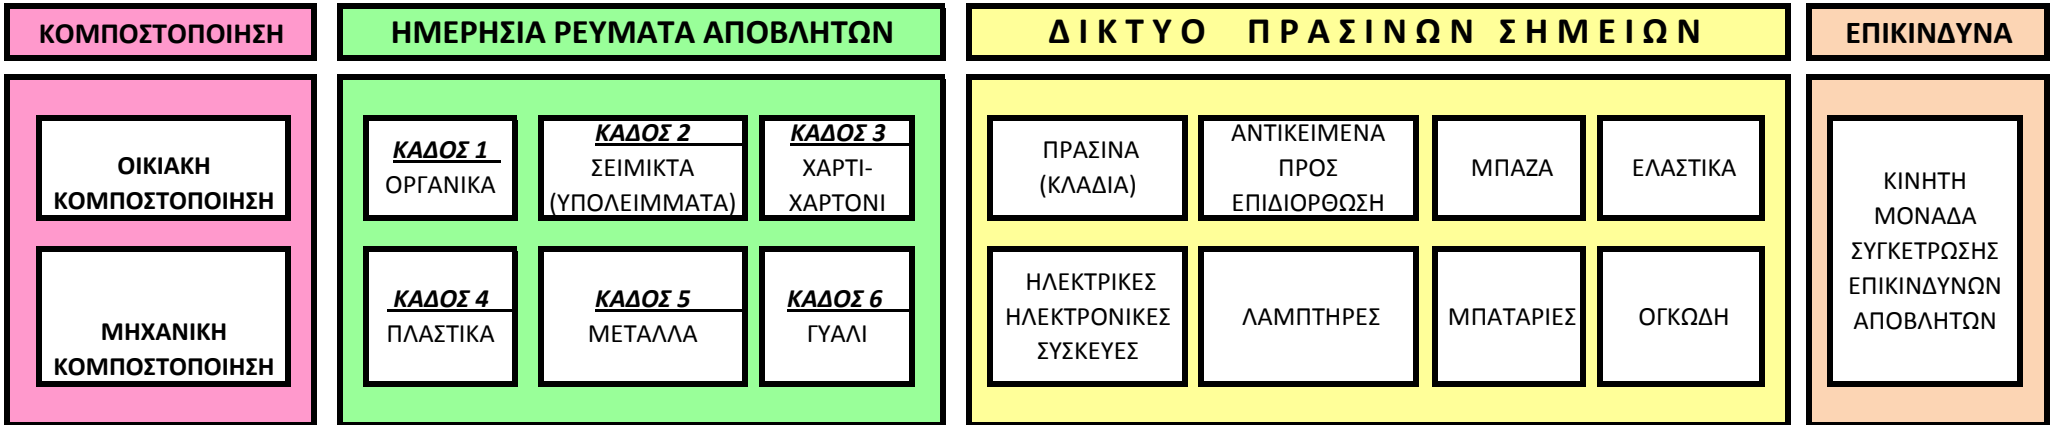 ΚΟΜΠΟΣΤΟΠΟΙΗΣΗ
ΗΜΕΡΗΣΙΑ ΡΕΥΜΑΤΑ ΑΠΟΒΛΗΤΩΝ
ΔΙΚΤΥΟ ΠΡΑΣΙΝΩΝ ΣΗΜΕΙΩΝ
ΕΠΙΚΙΝΔΥΝΑ
ΟΙΚΙΑΚΗ
ΚΟΜΠΟΣΤΟΠΟΙΗΣΗ
ΜΗΧΑΝΙΚΗ
ΚΟΜΠΟΣΤΟΠΟΙΗΣΗ
ΚΑΔΟΣ 1
ΟΡΓΑΝΙΚΑ
ΚΑΔΟΣ 2
ΣΕΙΜΙΚΤΑ
(ΥΠΟΛΕΙΜΜΑΤΑ)
ΚΑΔΟΣ 3
ΧΑΡΤΙ-
ΧΑΡΤΟΝΙ
ΚΑΔΟΣ 4
ΠΛΑΣΤΙΚΑ
ΚΑΔΟΣ 5
ΜΕΤΑΛΛΑ
ΚΑΔΟΣ 6
ΓΥΑΛΙ
ΠΡΑΣΙΝΑ
(ΚΛΑΔΙΑ)
ΑΝΤΙΚΕΙΜΕΝΑ
ΠΡΟΣ
ΕΠΙΔΙΟΡΘΩΣΗ
ΜΠΑΖΑ
ΕΛΑΣΤΙΚΑ
ΗΛΕΚΤΡΙΚΕΣ
ΗΛΕΚΤΡΟΝΙΚΕΣ
ΣΥΣΚΕΥΕΣ
ΛΑΜΠΤΗΡΕΣ
ΜΠΑΤΑΡΙΕΣ
ΟΓΚΩΔΗ
ΚΙΝΗΤΗ
ΜΟΝΑΔΑ
ΣΥΓΚΕΤΡΩΣΗΣ
ΕΠΙΚΙΝΔΥΝΩΝ
ΑΠΟΒΛΗΤΩΝ